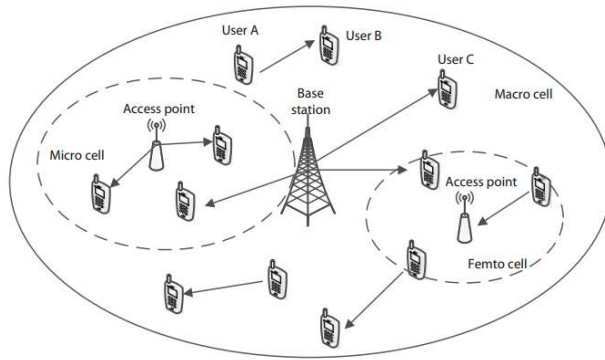 User A
User B
User C
Base
station
Macro cell
Access point
Micro cell
Access point
Femto cell